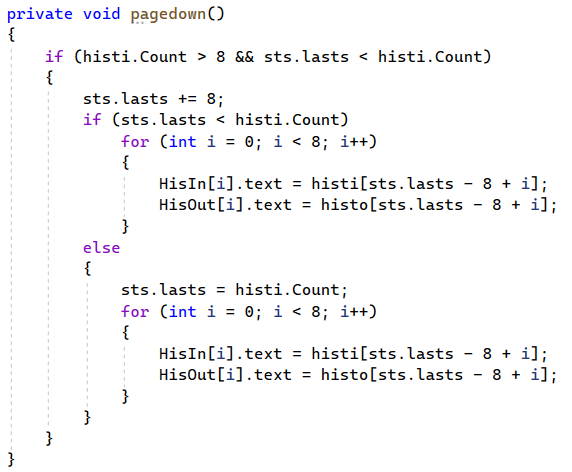 private void pagedown()
{
    if (histi.Count > 8 && sts.lasts < histi.Count)
    {
        sts.lasts += 8;
        if (sts.lasts < histi.Count)
            for (int i = 0; i < 8; i++)
            {
                HisIn[i].text = histi[sts.lasts - 8 + i];
                HisOut[i].text = histo[sts.lasts - 8 + i];
            }
        else
        {
            sts.lasts = histi.Count;
            for (int i = 0; i < 8; i++)
            {
                HisIn[i].text = histi[sts.lasts - 8 + i];
                HisOut[i].text = histo[sts.lasts - 8 + i];
            }
        }
    }
}